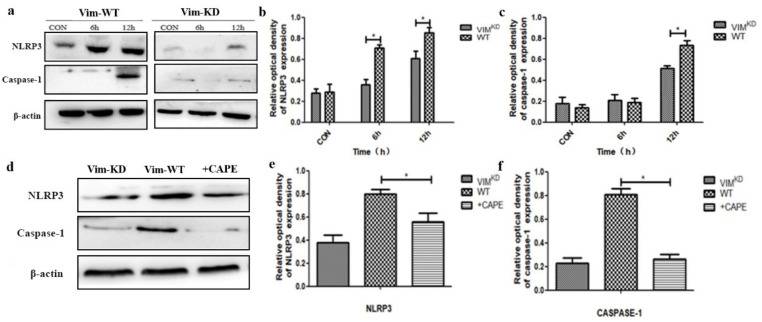 a
Vim-WT
Vim-KD
CON 6h 12h
CON 6h 12h
NLRP3
Caspase-1
β-actin
b
Relative optical density
of NLRP3 expression
1.0
0.8
0.6
0.4
0.2
0.0
*
*
VIMKD
WT
CON
6h
12h
Time (h)
c
Relative optical density
of caspase-1 expression
1.0
0.8
0.6
0.4
0.2
0.0
*
VIMKD
WT
CON
6h
12h
Time (h)
d
Vim-KD Vim-WT +CAPE
NLRP3
Caspase-1
β-actin
e
Relative optical density
of NLRP3 expression
1.0
0.8
0.6
0.4
0.2
0.0
*
VIMKD
WT
+CAPE
NLRP3
f
Relative optical density
of caspase-1 expression
1.0
0.8
0.6
0.4
0.2
0.0
*
VIMKD
WT
+CAPE
CASPASE-1